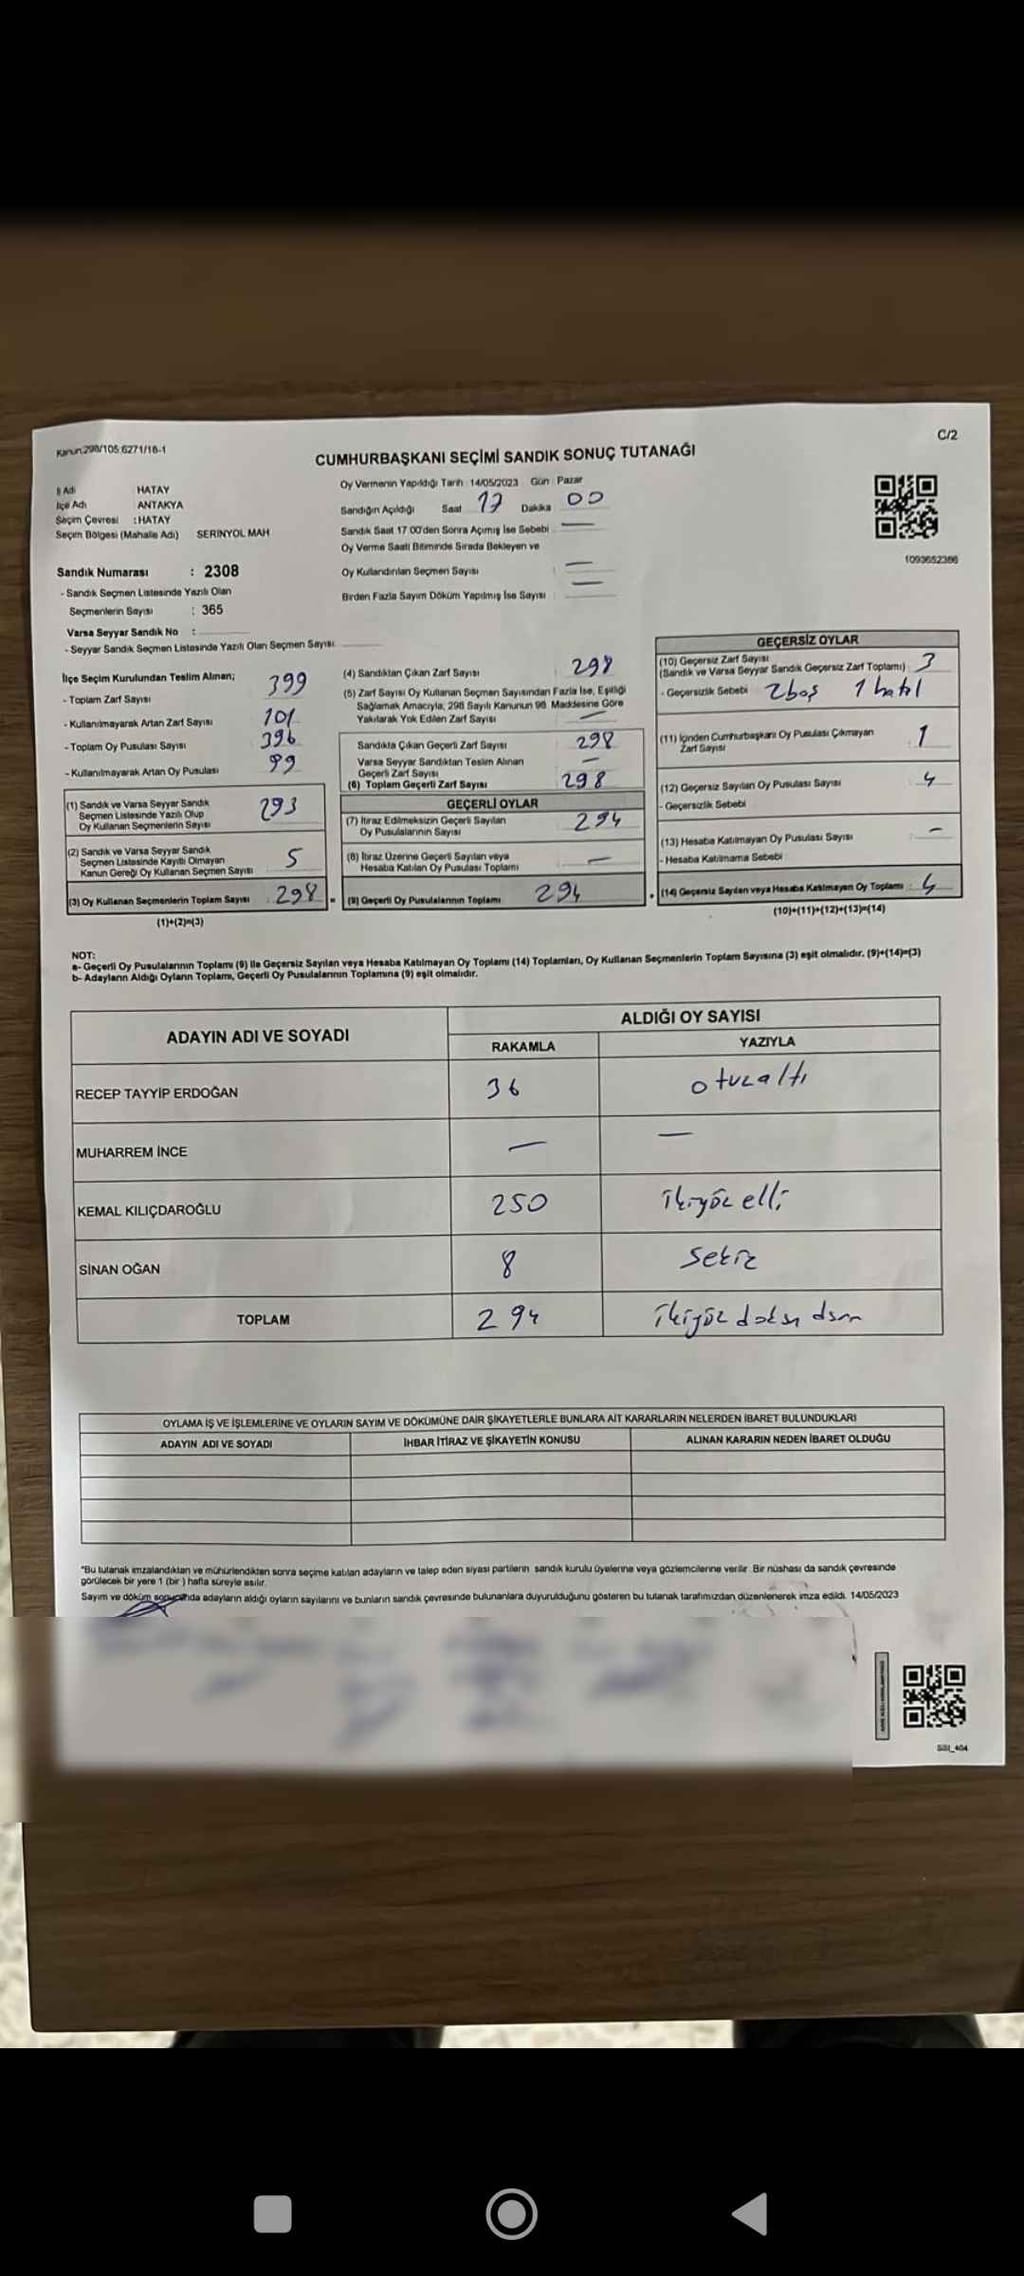 Kanun:298/105;6271/16-1
C/2
CUMHURBAŞKANI SEÇİMİ SANDIK SONUÇ TUTANAĞI
İl Adı HATAY
İlçe Adı ANTAKYA
Seçim Çevresi :HATAY
Seçim Bölgesi (Mahalle Adı) SERİNYOL MAH
Oy Vermenin Yapıldığı Tarih 14/05/2023 Gün Pazar
Sandığın Açıldığı Saat 17 Dakika 00
Sandık Saat 17 00'den Sonra Açımış İse Sebebi —
Oy Verme Saati Bitiminde Sırada Bekleyen ve
Oy Kullandırılan Seçmen Sayısı : —
Birden Fazla Sayım Döküm Yapılmış İse Sayısı : —
1093652386
Sandık Numarası : 2308
- Sandık Seçmen Listesinde Yazılı Olan
Seçmenlerin Sayısı : 365
Varsa Seyyar Sandık No :
- Seyyar Sandık Seçmen Listesinde Yazılı Olan Seçmen Sayısı:
İlçe Seçim Kurulundan Teslim Alınan;
- Toplam Zarf Sayısı 399
- Kullanılmayarak Artan Zarf Sayısı 101
- Toplam Oy Pusulası Sayısı 396
- Kullanılmayarak Artan Oy Pusulası 99
(1) Sandık ve Varsa Seyyar Sandık
Seçmen Listesinde Yazılı Olup
Oy Kullanan Seçmenlerin Sayısı 293
(2) Sandık ve Varsa Seyyar Sandık
Seçmen Listesinde Kayıtlı Olmayan
Kanun Gereği Oy Kullanan Seçmen Sayısı 5
(3) Oy Kullanan Seçmenlerin Toplam Sayısı : 298
(1)+(2)=(3)
(4) Sandıktan Çıkan Zarf Sayısı : 298
(5) Zarf Sayısı Oy Kullanan Seçmen Sayısından Fazla İse, Eşitliği
Sağlamak Amacıyla; 298 Sayılı Kanunun 98. Maddesine Göre
Yakılarak Yok Edilen Zarf Sayısı —
Sandıkta Çıkan Geçerli Zarf Sayısı 298
Varsa Seyyar Sandıktan Teslim Alınan
Geçerli Zarf Sayısı —
(6) Toplam Geçerli Zarf Sayısı 298
GEÇERLİ OYLAR
(7) İtiraz Edilmeksizin Geçerli Sayılan
Oy Pusulalarının Sayısı 294
(8) İtiraz Üzerine Geçerli Sayılan veya
Hesaba Katılan Oy Pusulası Toplamı —
= (9) Geçerli Oy Pusulalarının Toplamı 294
GEÇERSİZ OYLAR
(10) Geçersiz Zarf Sayısı
(Sandık ve Varsa Seyyar Sandık Geçersiz Zarf Toplamı) 3
- Geçersizlik Sebebi 2 boş 1 hatıl
(11) İçinden Cumhurbaşkanı Oy Pusulası Çıkmayan
Zarf Sayısı 1
(12) Geçersiz Sayılan Oy Pusulası Sayısı 4
- Geçersizlik Sebebi
(13) Hesaba Katılmayan Oy Pusulası Sayısı —
- Hesaba Katılmama Sebebi
(14) Geçersiz Sayılan veya Hesaba Katılmayan Oy Toplamı : 4
(10)+(11)+(12)+(13)=(14)
NOT:
a- Geçerli Oy Pusulalarının Toplamı (9) ile Geçersiz Sayılan veya Hesaba Katılmayan Oy Toplamı (14) Toplamları, Oy Kullanan Seçmenlerin Toplam Sayısına (3) eşit olmalıdır. (9)+(14)=(3)
b- Adayların Aldığı Oyların Toplamı, Geçerli Oy Pusulalarının Toplamına (9) eşit olmalıdır.
ADAYIN ADI VE SOYADI ALDIĞI OY SAYISI
RAKAMLA YAZIYLA
RECEP TAYYİP ERDOĞAN 36 otuzaltı
MUHARREM İNCE — —
KEMAL KILIÇDAROĞLU 250 ikiyüz elli
SİNAN OĞAN 8 Sekiz
TOPLAM 294 ikiyüz doksan
OYLAMA İŞ VE İŞLEMLERİNE VE OYLARIN SAYIM VE DÖKÜMÜNE DAİR ŞİKAYETLERLE BUNLARA AİT KARARLARIN NELERDEN İBARET BULUNDUKLARI
ADAYIN ADI VE SOYADI İHBAR İTİRAZ VE ŞİKAYETİN KONUSU ALINAN KARARIN NEDEN İBARET OLDUĞU
*Bu tutanak imzalandıktan ve mühürlendikten sonra seçime katılan adayların ve talep eden siyasi partilerin sandık kurulu üyelerine veya gözlemcilerine verilir. Bir nüshası da sandık çevresinde
görülecek bir yere 1 (bir) hafta süreyle asılır.
Sayım ve döküm sonucunda adayların aldığı oyların sayılarını ve bunların sandık çevresinde bulunanlara duyurulduğunu gösteren bu tutanak tarafımızdan düzenlenerek imza edildi. 14/05/2023